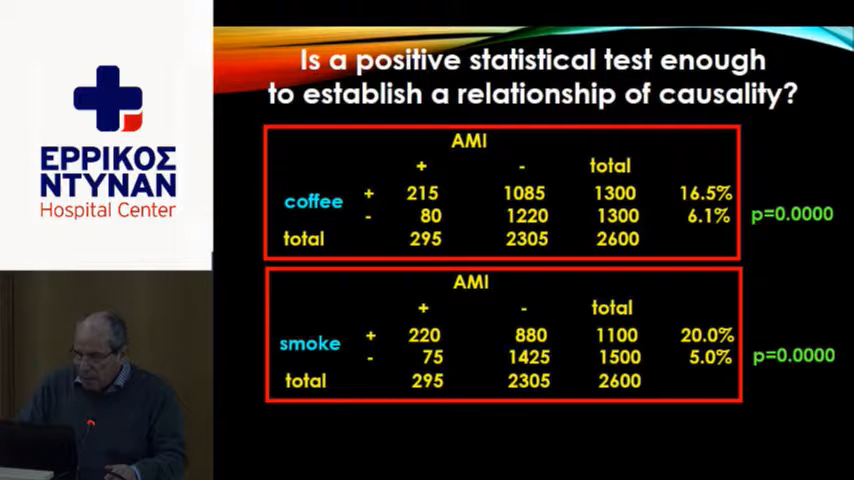 ΕΡΡΙΚΟΣ
ΝΤΥΝΑΝ
Hospital Center
Is a positive statistical test enough
to establish a relationship of causality?
AMI
+ - total
coffee + 215 1085 1300 16.5%
- 80 1220 1300 6.1%
p=0.0000
total 295 2305 2600
AMI
+ - total
smoke + 220 880 1100 20.0%
- 75 1425 1500 5.0%
p=0.0000
total 295 2305 2600